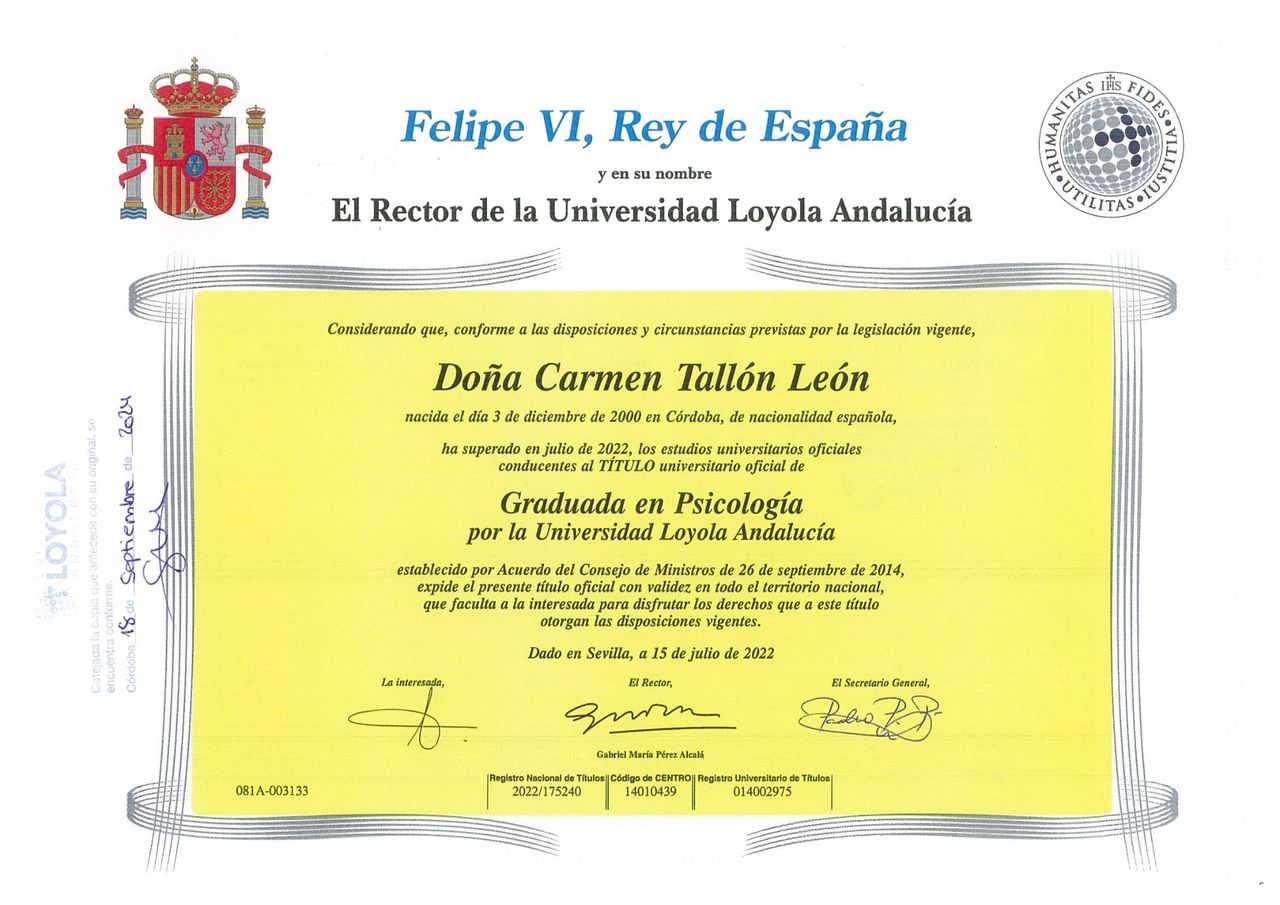 Felipe VI, Rey de España
y en su nombre
El Rector de la Universidad Loyola Andalucía
PLUS VLTRA
HUMANITAS IHS FIDES • IUSTITIA • UTILITAS •
Considerando que, conforme a las disposiciones y circunstancias previstas por la legislación vigente,
Doña Carmen Tallón León
nacida el día 3 de diciembre de 2000 en Córdoba, de nacionalidad española,
ha superado en julio de 2022, los estudios universitarios oficiales
conducentes al TÍTULO universitario oficial de
Graduada en Psicología
por la Universidad Loyola Andalucía
establecido por Acuerdo del Consejo de Ministros de 26 de septiembre de 2014,
expide el presente título oficial con validez en todo el territorio nacional,
que faculta a la interesada para disfrutar los derechos que a este título
otorgan las disposiciones vigentes.
Dado en Sevilla, a 15 de julio de 2022
La interesada,
El Rector,
El Secretario General,
Gabriel María Pérez Alcalá
081A-003133
Registro Nacional de Títulos
2022/175240
Código de CENTRO
14010439
Registro Universitario de Títulos
014002975
LOYOLA
Cotejada la copia que antecede con su original, se
encuentra conforme.
Córdoba 18 de Septiembre de 2024